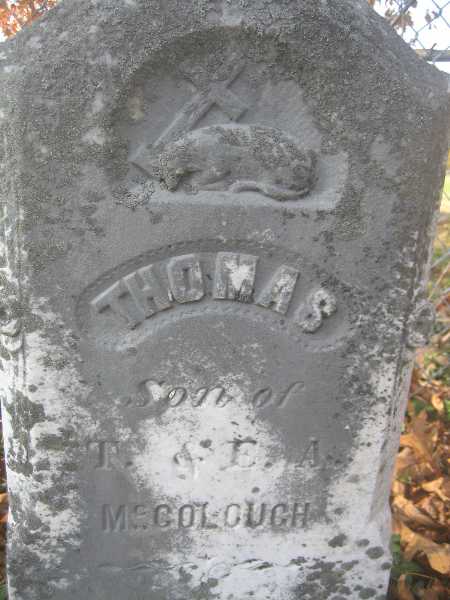 THOMAS
Son of
T. & E. A.
McCOLOUGH